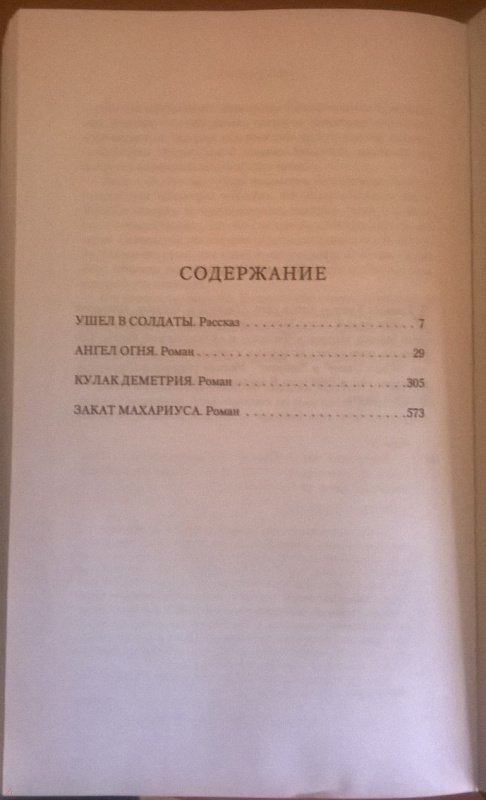 СОДЕРЖАНИЕ
УШЕЛ В СОЛДАТЫ. Рассказ . . . . . . . . . . . . . . . . . . . . . . 7
АНГЕЛ ОГНЯ. Роман . . . . . . . . . . . . . . . . . . . . . . . . . . . 29
КУЛАК ДЕМЕТРИЯ. Роман . . . . . . . . . . . . . . . . . . . . . .305
ЗАКАТ МАХАРИУСА. Роман . . . . . . . . . . . . . . . . . . . . .573